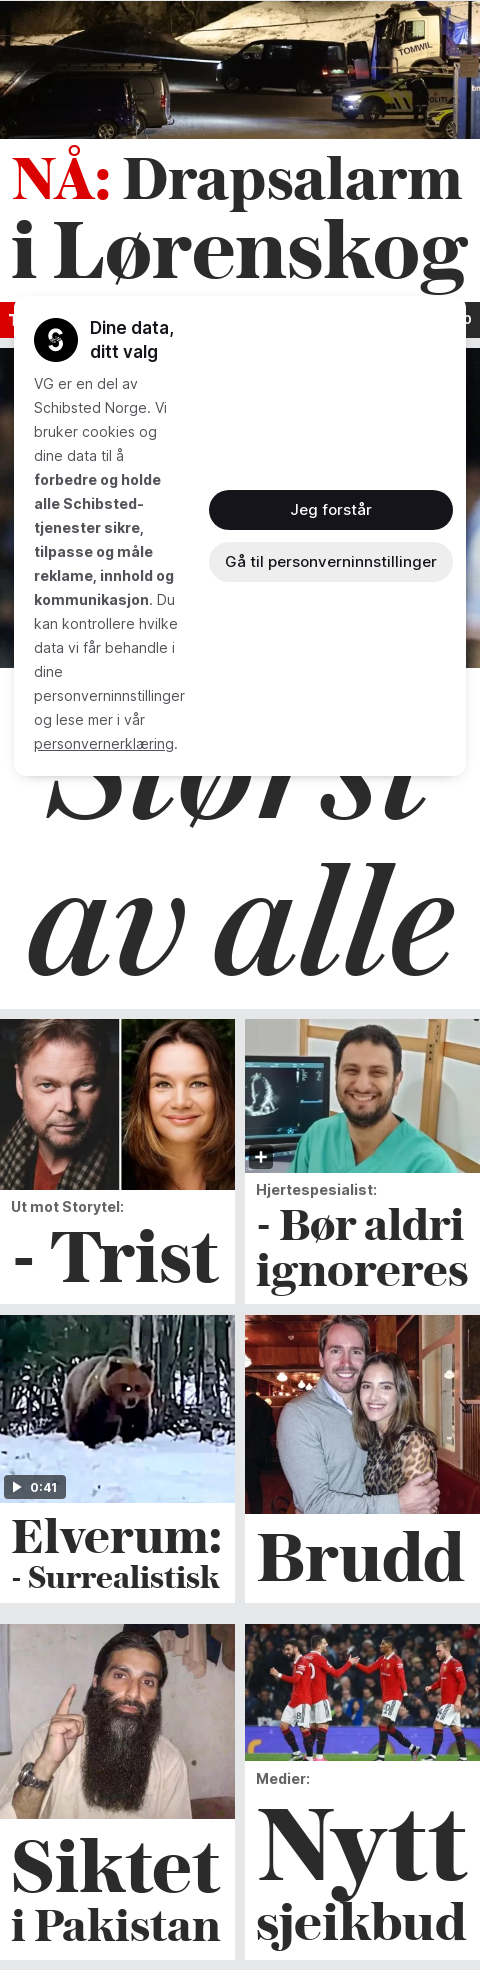 TOMWIL
POLITI
NÅ: Drapsalarm
i Lørenskog
Dine data,
ditt valg
VG er en del av
Schibsted Norge. Vi
bruker cookies og
dine data til å
forbedre og holde
alle Schibsted-
tjenester sikre,
tilpasse og måle
reklame, innhold og
kommunikasjon. Du
kan kontrollere hvilke
data vi får behandle i
dine
personverninnstillinger
og lese mer i vår
personvernerklæring.
Jeg forstår
Gå til personverninnstillinger
Størst
av alle
Ut mot Storytel:
- Trist
Hjertespesialist:
- Bør aldri
ignoreres
0:41
Elverum:
- Surrealistisk
Brudd
Siktet
i Pakistan
Medier:
Nytt
sjeikbud